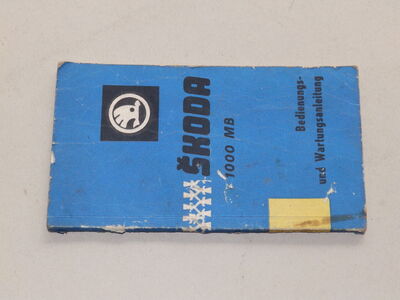 ŠKODA
1000 MB
Bedienungs-
und Wartungsanleitung